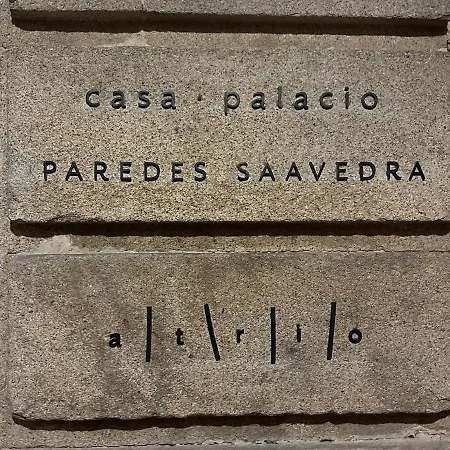 casa · palacio
PAREDES SAAVEDRA
a|t\r|i/o